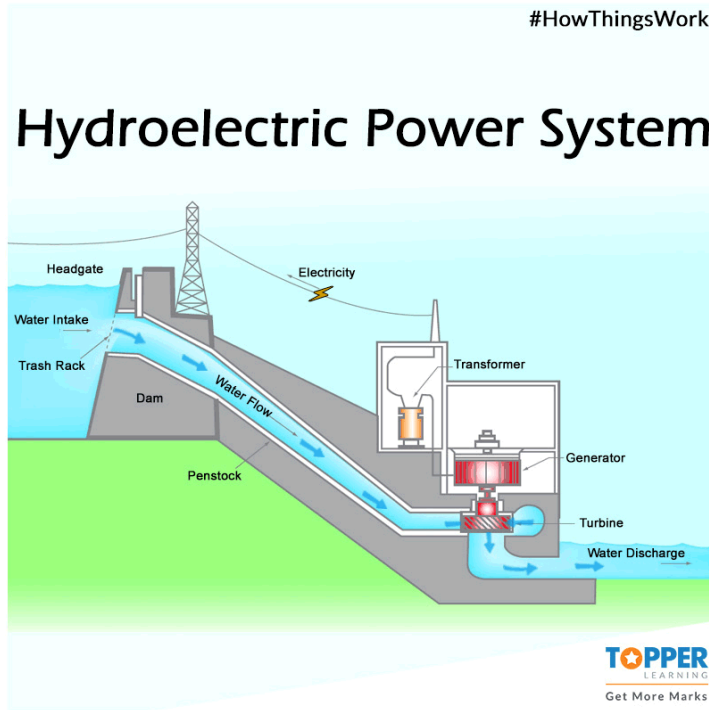 #HowThingsWork
Hydroelectric Power System
Headgate
Electricity
Water Intake
Trash Rack
Transformer
Water Flow
Dam
Generator
Penstock
Turbine
Water Discharge
TOPPER
LEARNING
Get More Marks